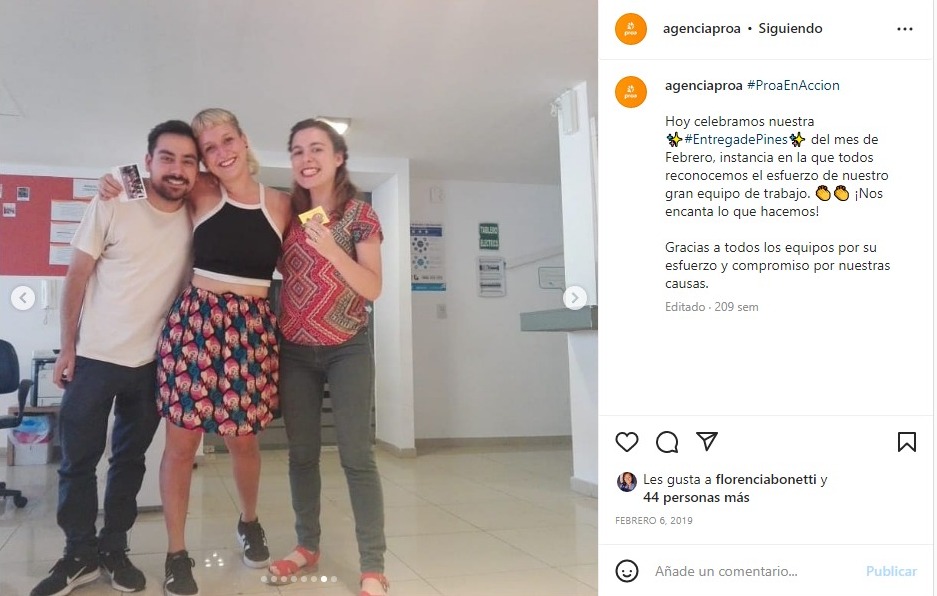 agenciaproa • Siguiendo
proa
agenciaproa #ProaEnAccion
proa
Hoy celebramos nuestra
✨#EntregadePines✨ del mes de
Febrero, instancia en la que todos
reconocemos el esfuerzo de nuestro
gran equipo de trabajo. 👏👏 ¡Nos
encanta lo que hacemos!
Gracias a todos los equipos por su
esfuerzo y compromiso por nuestras
causas.
Editado · 209 sem
TABLERO
ELÉCTRICO
Les gusta a florenciabonetti y
44 personas más
FEBRERO 6, 2019
Añade un comentario...
Publicar